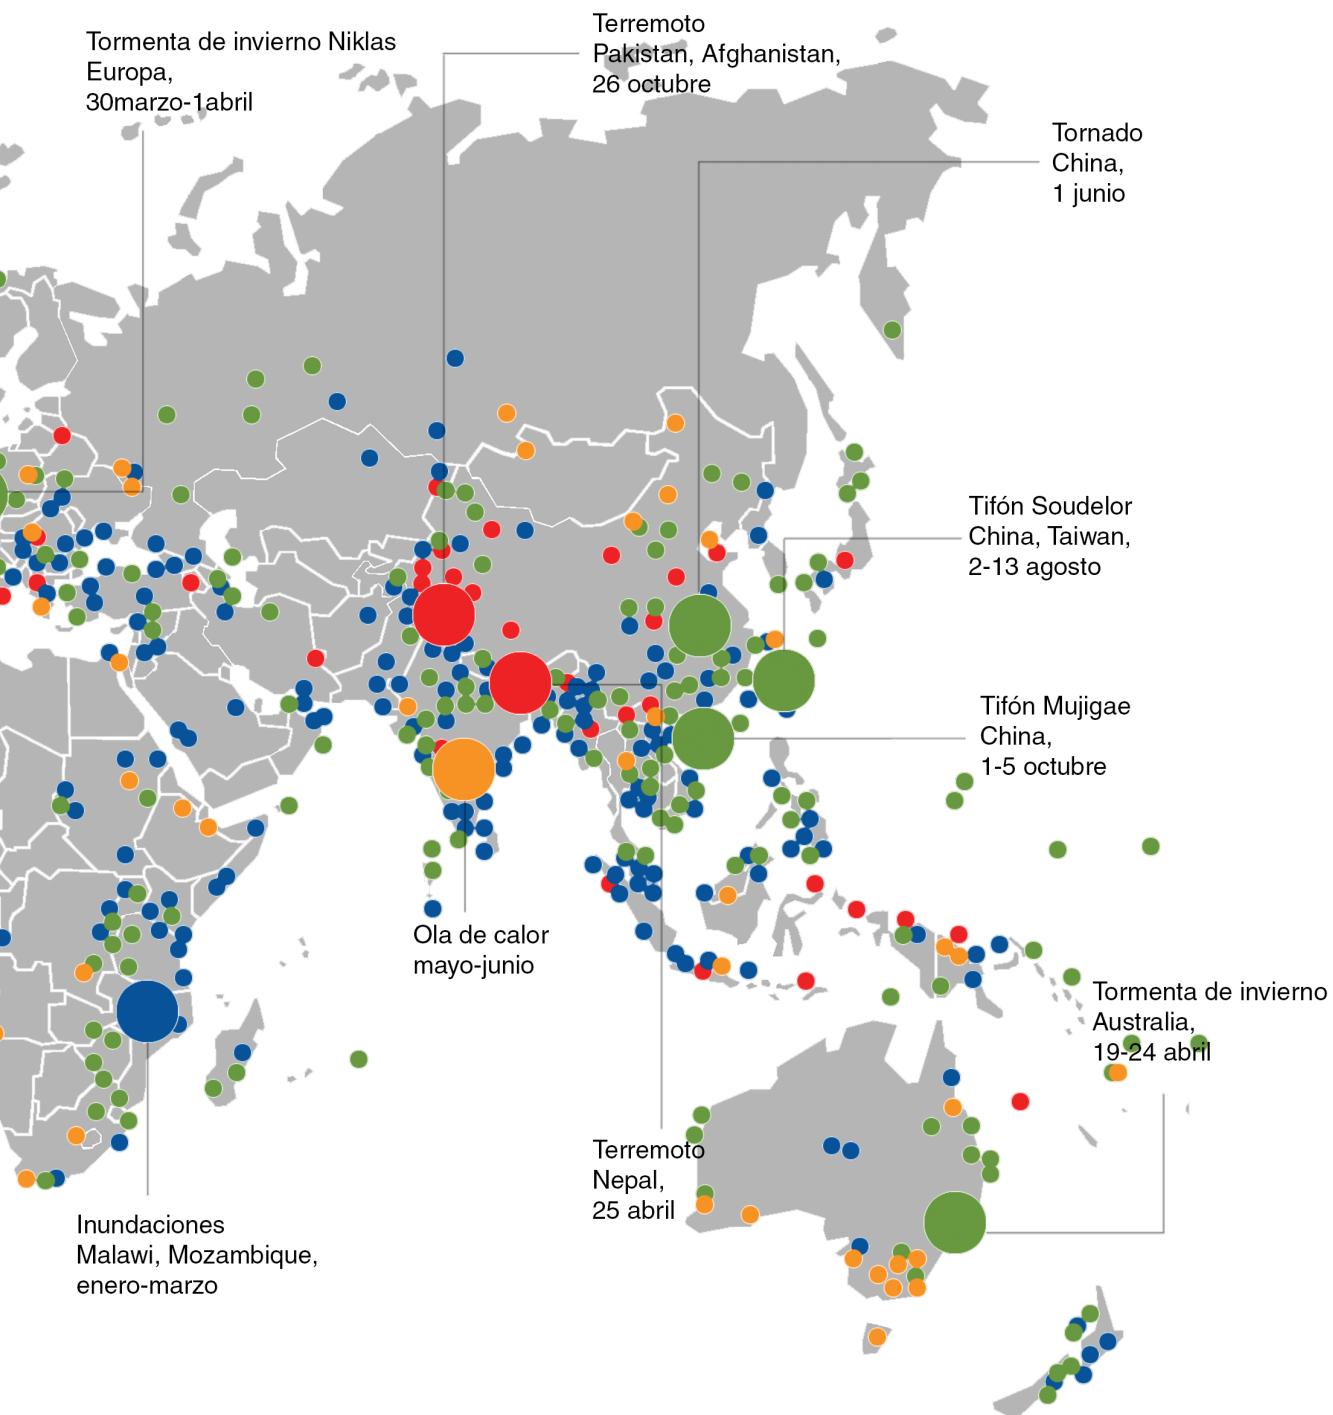 Tormenta de invierno Niklas
Europa,
30marzo-1abril
Terremoto
Pakistan, Afghanistan,
26 octubre
Tornado
China,
1 junio
Tifón Soudelor
China, Taiwan,
2-13 agosto
Tifón Mujigae
China,
1-5 octubre
Ola de calor
mayo-junio
Tormenta de invierno
Australia,
19-24 abril
Terremoto
Nepal,
25 abril
Inundaciones
Malawi, Mozambique,
enero-marzo